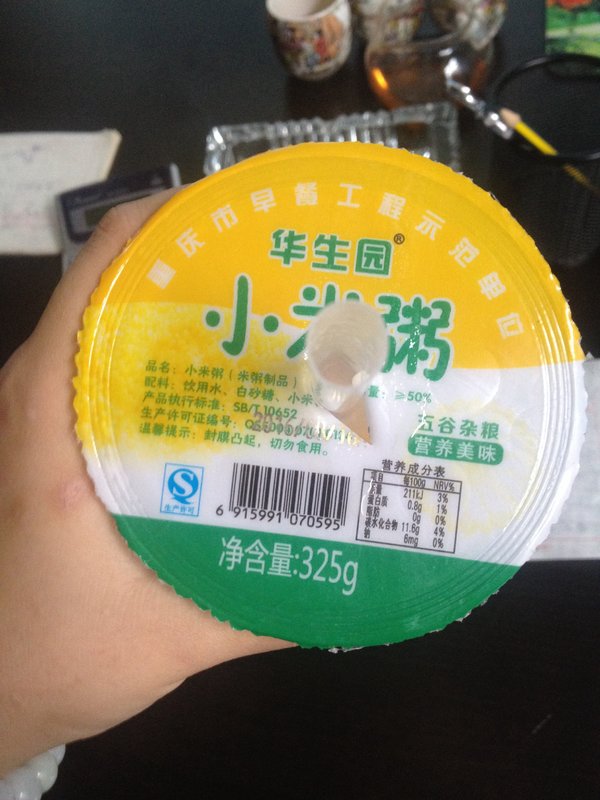 重庆市早餐工程示范单位
华生园®
小米粥
品名：小米粥（米粥制品）
配料：饮用水、白砂糖、小米 量：≥50%
产品执行标准：SB/T 10652
生产许可证编号：
温馨提示：封膜凸起，切勿食用。
五谷杂粮
营养美味
QS
生产许可
6 915991 070595
营养成分表
项目 每100g NRV%
能量 211kJ 3%
蛋白质 0.8g 1%
脂肪 0g 0%
碳水化合物 11.6g 4%
钠 6mg 0%
净含量:325g